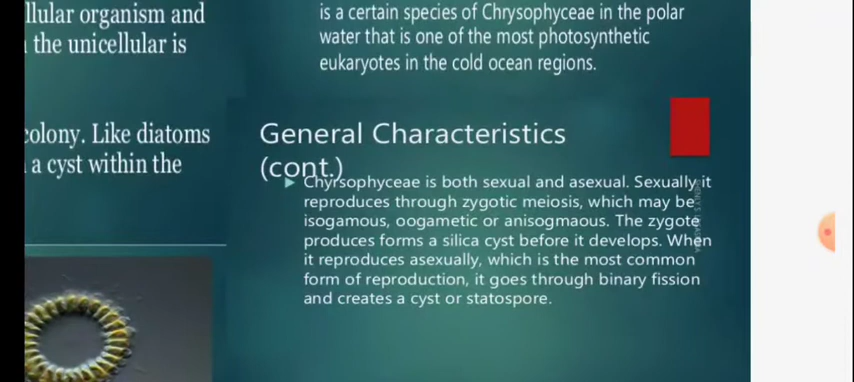 llular organism and
the unicellular is
colony. Like diatoms
a cyst within the
is a certain species of Chrysophyceae in the polar
water that is one of the most photosynthetic
eukaryotes in the cold ocean regions.
General Characteristics
(cont.)
Chyrsophyceae is both sexual and asexual. Sexually it
reproduces through zygotic meiosis, which may be
isogamous, oogametic or anisogmaous. The zygote
produces forms a silica cyst before it develops. When
it reproduces asexually, which is the most common
form of reproduction, it goes through binary fission
and creates a cyst or statospore.